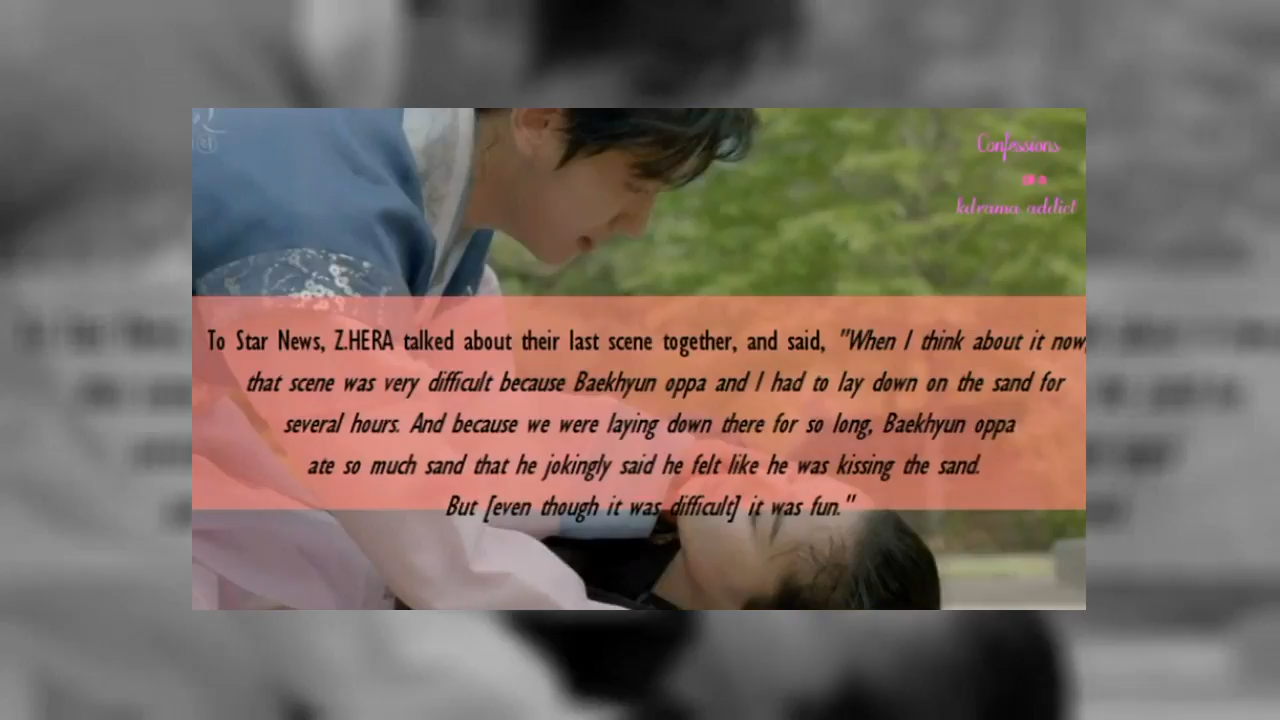 Confessions
kdrama addict
To Star News, Z.HERA talked about their last scene together, and said, "When I think about it now,
that scene was very difficult because Baekhyun oppa and I had to lay down on the sand for
several hours. And because we were laying down there for so long, Baekhyun oppa
ate so much sand that he jokingly said he felt like he was kissing the sand.
But [even though it was difficult] it was fun."